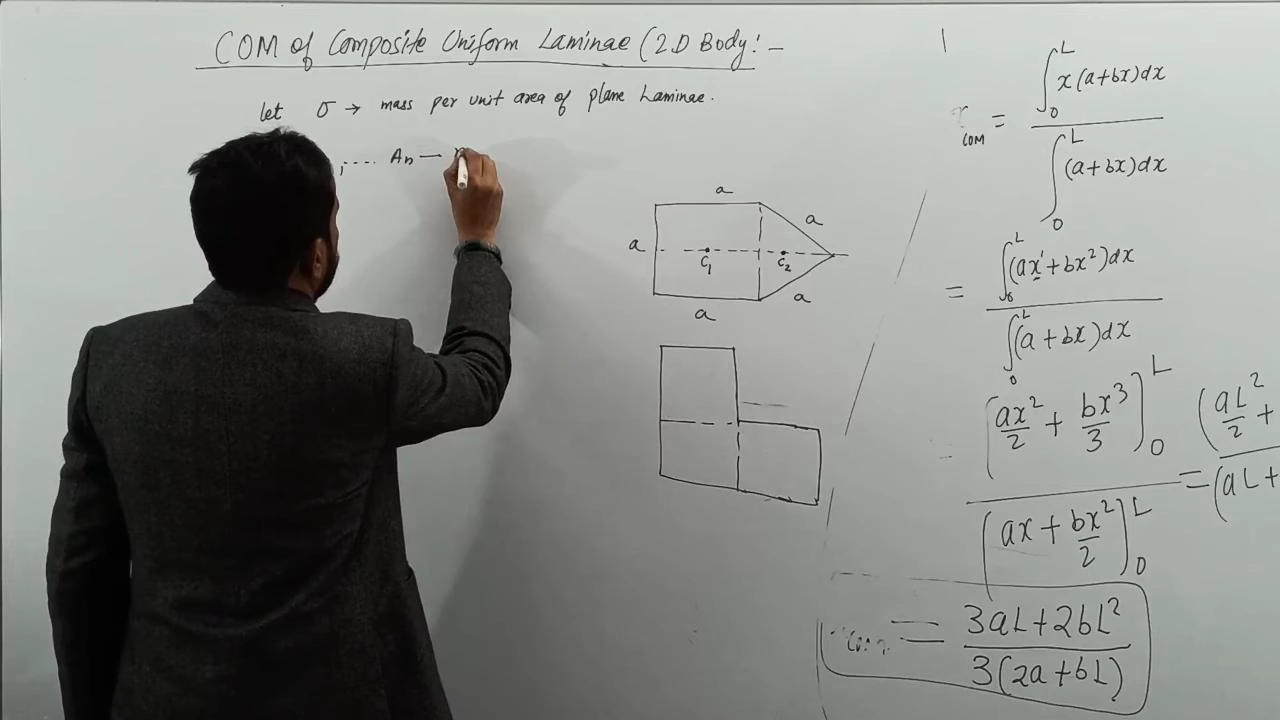 COM of Composite Uniform Laminae (2.D Body:-
let σ → mass per unit area of plane Laminae.
,.... An —
a
a
a
a
a
C1
C2
COM = ∫0^L x(a+bx)dx / ∫0^L (a+bx)dx
= ∫0^L (ax'+bx²)dx / ∫0^L (a+bx)dx
[ax²/2 + bx³/3]0^L / [ax + bx²/2]0^L = (aL²/2 + / (aL+
com = 3aL+2bL² / 3(2a+bL)